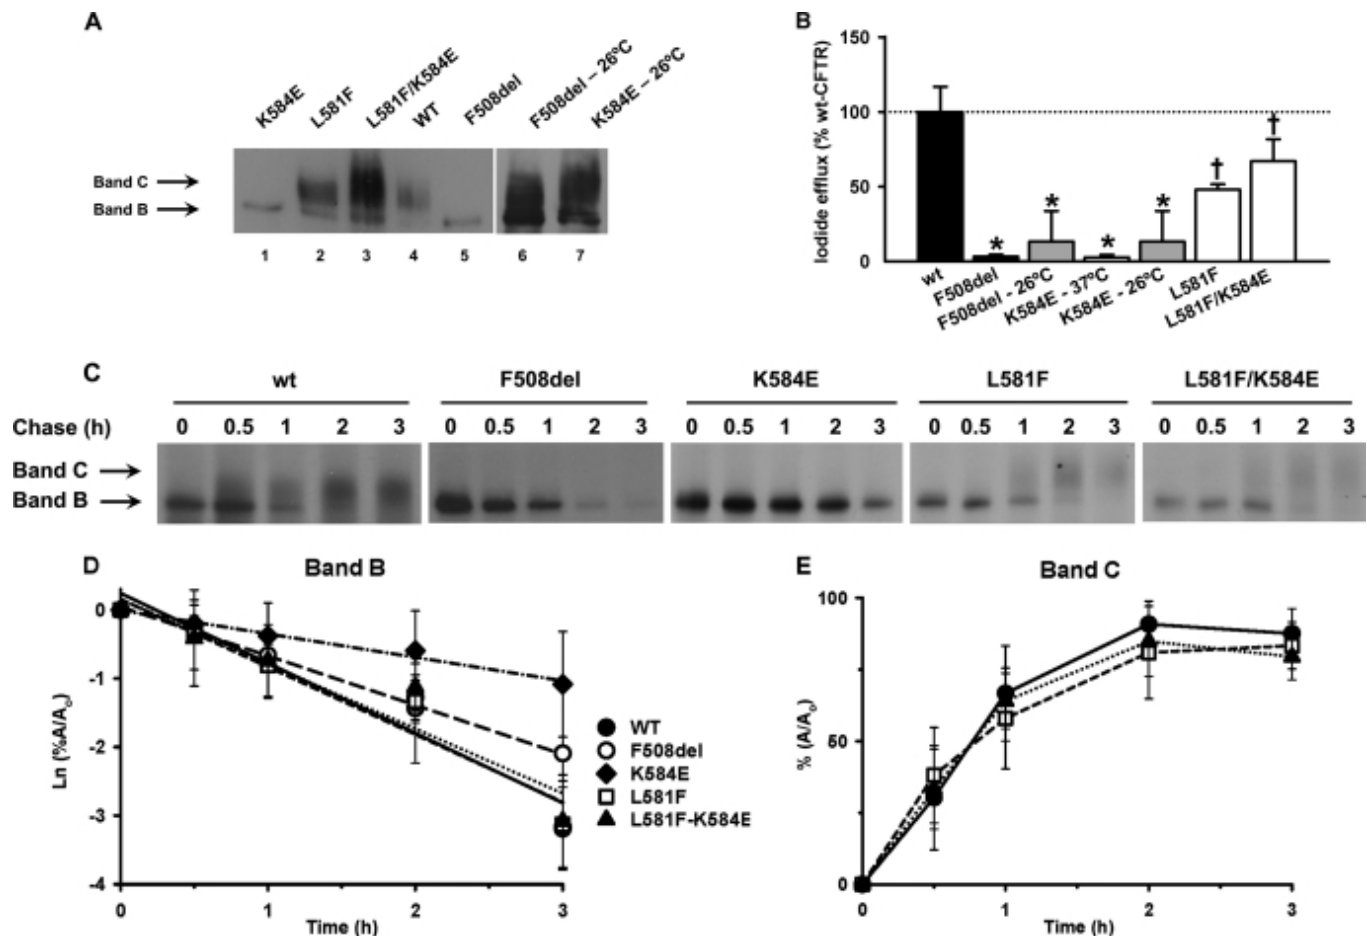 A
K584E
L581F
L581F/K584E
WT
F508del
F508del – 26ºC
K584E – 26ºC
Band C
Band B
1 2 3 4 5 6 7
B
Iodide efflux (% wt-CFTR)
150
100
50
0
wt
F508del
F508del - 26ºC
K584E - 37ºC
K584E - 26ºC
L581F
L581F/K584E
* * * * † †
C
wt F508del K584E L581F L581F/K584E
Chase (h) 0 0.5 1 2 3 0 0.5 1 2 3 0 0.5 1 2 3 0 0.5 1 2 3 0 0.5 1 2 3
Band C
Band B
D
Band B
Ln (%A/A₀)
0
-1
-2
-3
-4
0 1 2 3
Time (h)
WT
F508del
K584E
L581F
L581F-K584E
E
Band C
% (A/A₀)
100
50
0
0 1 2 3
Time (h)